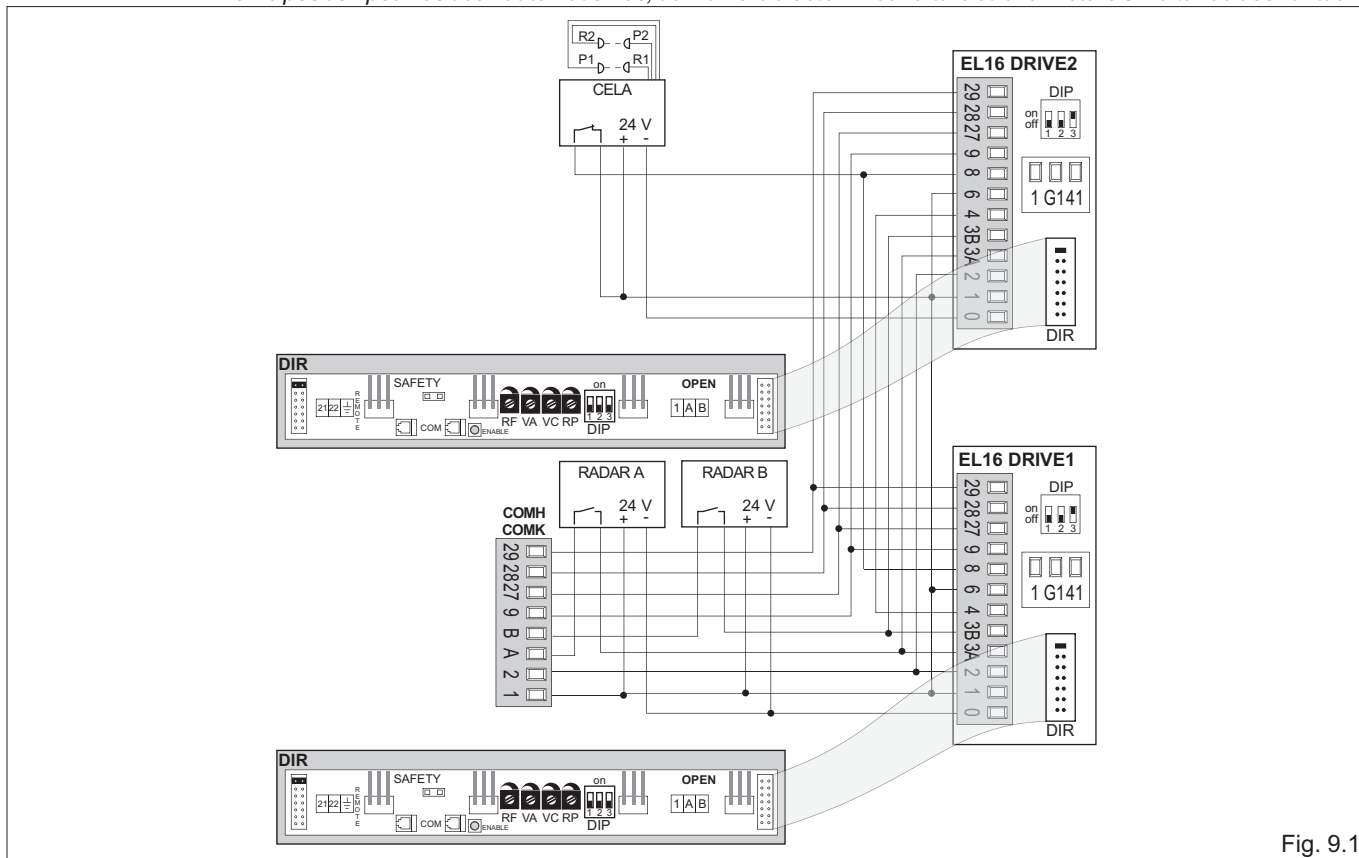 R2 P2
P1 R1
CELA
24 V
+ -
EL16 DRIVE2
29
28
27
9
8
6
4
3B
3A
2
1
0
DIP
on
off
1 2 3
1 G141
DIR
DIR
SAFETY
on
OPEN
21 22
REMOTE
1 A B
COM
ENABLE
RF VA VC RP
1 2 3
DIP
RADAR A
24 V
+ -
RADAR B
24 V
+ -
COMH
COMK
29
28
27
9
B
A
2
1
EL16 DRIVE1
29
28
27
9
8
6
4
3B
3A
2
1
0
DIP
on
off
1 2 3
1 G141
DIR
DIR
SAFETY
on
OPEN
21 22
REMOTE
1 A B
COM
ENABLE
RF VA VC RP
1 2 3
DIP
Fig. 9.1